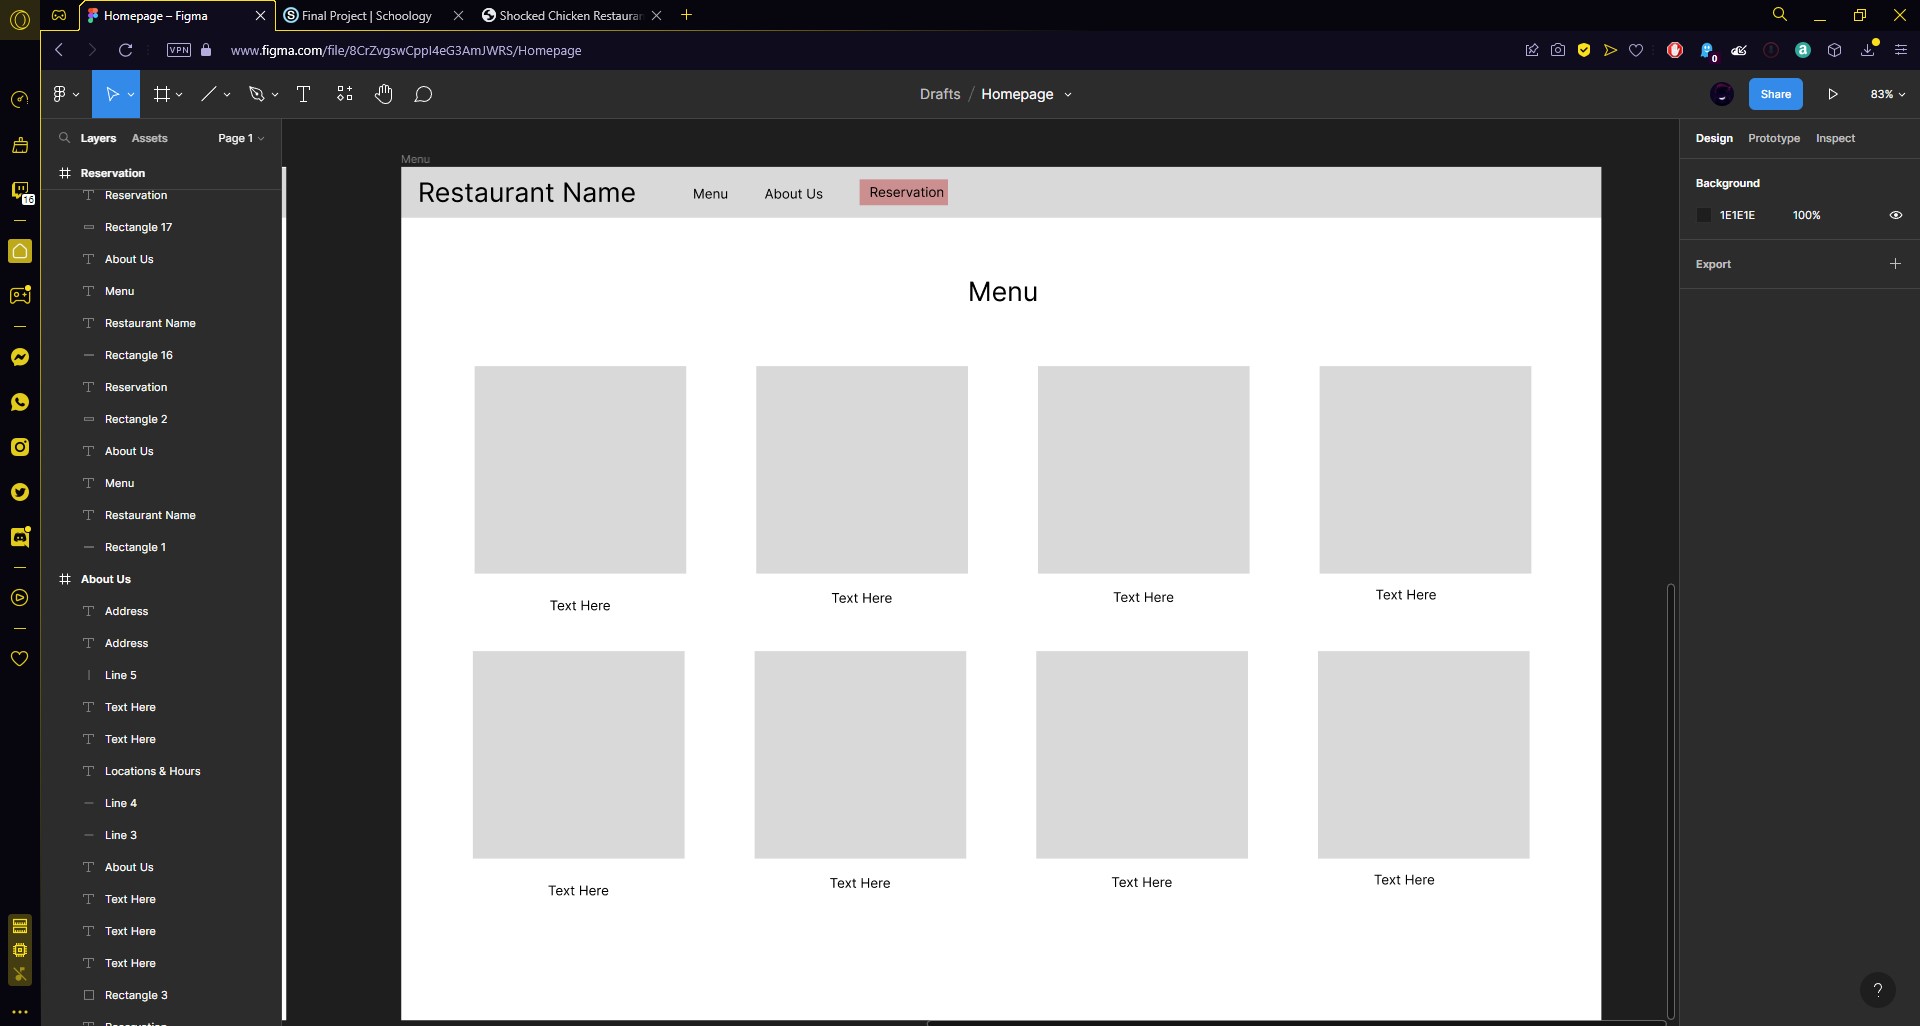 Homepage – Figma
Final Project | Schoology
Shocked Chicken Restaura
VPN
www.figma.com/file/8CrZvgswCppI4eG3AmJWRS/Homepage
0
Drafts / Homepage
Share
83%
16
Layers
Assets
Page 1
Reservation
Reservation
Rectangle 17
About Us
Menu
Restaurant Name
Rectangle 16
Reservation
Rectangle 2
About Us
Menu
Restaurant Name
Rectangle 1
About Us
Address
Address
Line 5
Text Here
Text Here
Locations & Hours
Line 4
Line 3
About Us
Text Here
Text Here
Text Here
Rectangle 3
Reservation
Menu
Restaurant Name
Menu
About Us
Reservation
Menu
Text Here
Text Here
Text Here
Text Here
Text Here
Text Here
Text Here
Text Here
Design
Prototype
Inspect
Background
1E1E1E
100%
Export
?